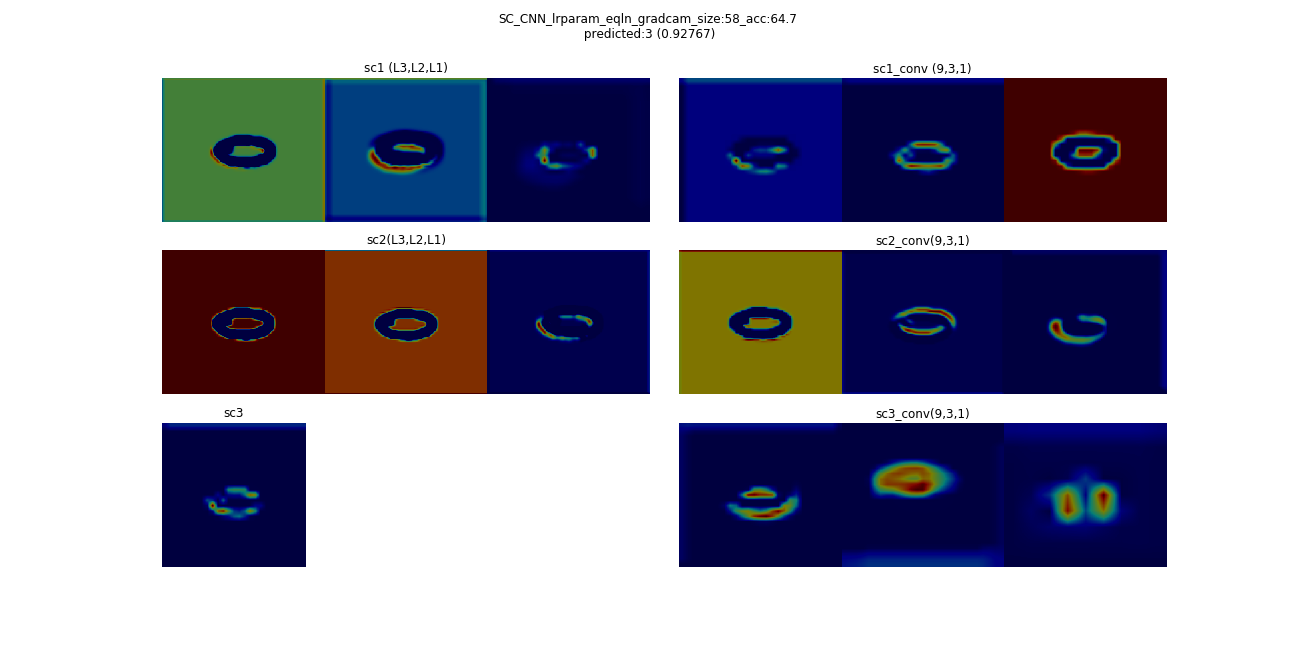 SC_CNN_lrparam_eqln_gradcam_size:58_acc:64.7
predicted:3 (0.92767)
sc1 (L3,L2,L1)
sc1_conv (9,3,1)
sc2(L3,L2,L1)
sc2_conv(9,3,1)
sc3
sc3_conv(9,3,1)